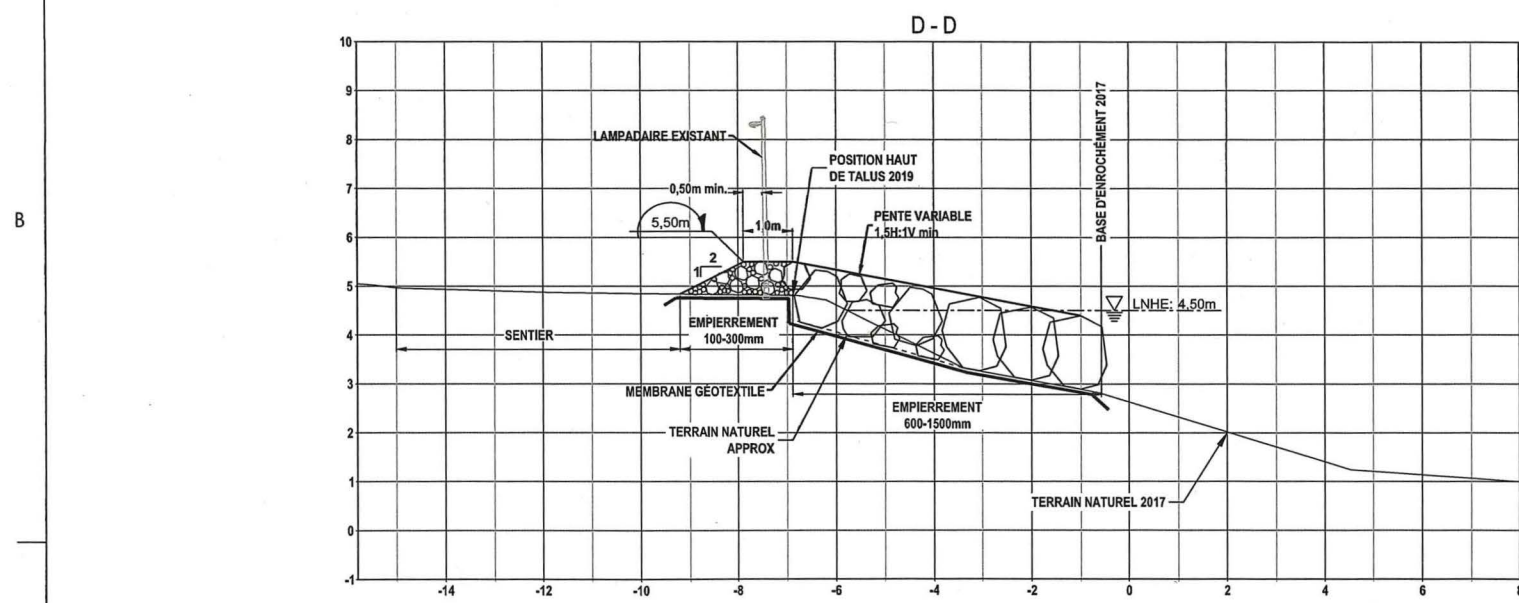 D-D
10
9
8
7
6
5
4
3
2
1
0
-1
-14
-12
-10
-8
-6
-4
-2
0
2
4
6
8
B
LAMPADAIRE EXISTANT
0,50m min.
5,50m
1,0m
2
1
POSITION HAUT
DE TALUS 2019
PENTE VARIABLE
1,5H:1V min
BASE D'ENROCHEMENT 2017
LNHE: 4,50m
SENTIER
EMPIERREMENT
100-300mm
MEMBRANE GÉOTEXTILE
TERRAIN NATUREL
APPROX
EMPIERREMENT
600-1500mm
TERRAIN NATUREL 2017